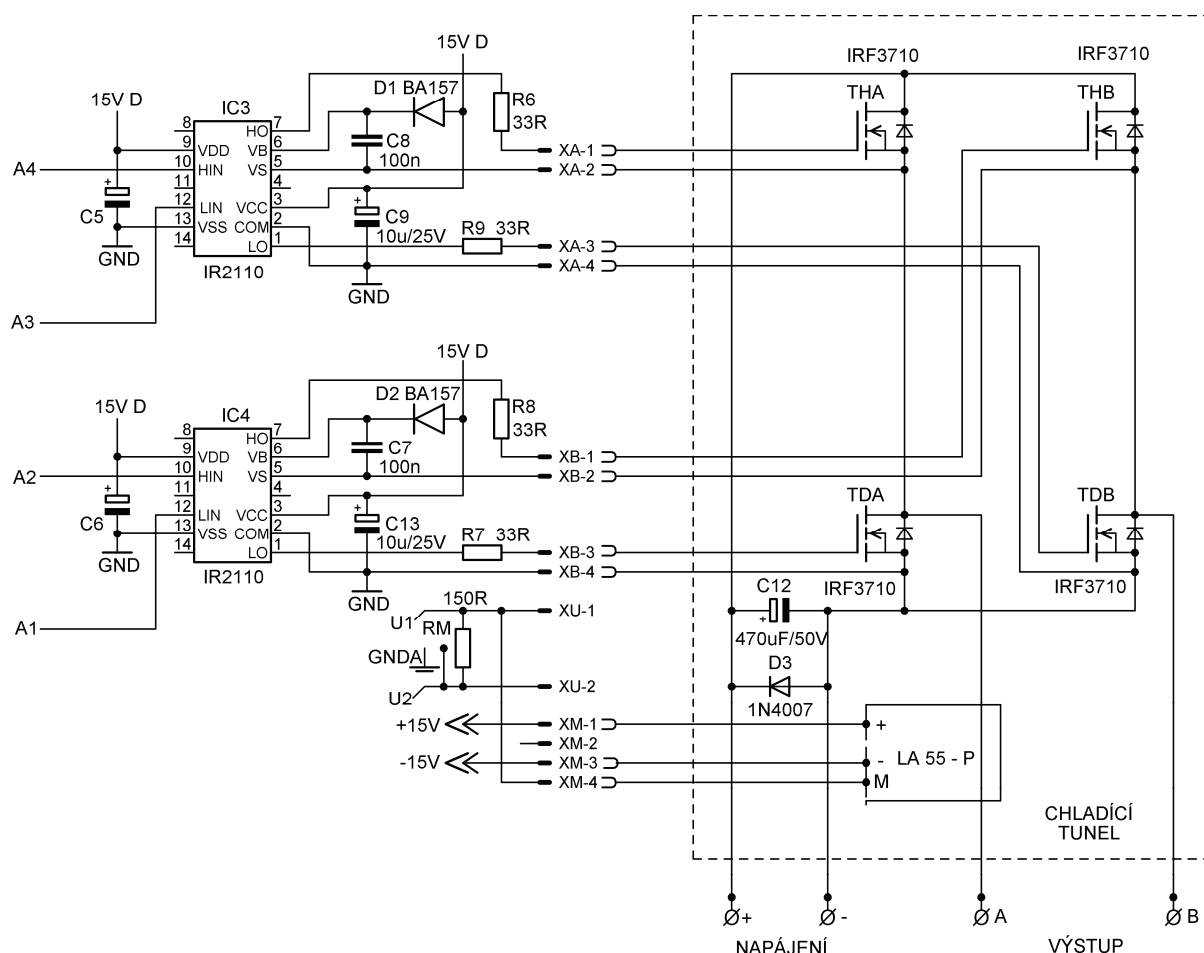 15V D
IRF3710
IRF3710
D1 BA157
15V D
IC3
R6
33R
THA
THB
8
9
10
11
12
13
14
VDD
HIN
LIN
VSS
HO
VB
VS
VCC
COM
LO
7
6
5
4
3
2
1
C8
100n
XA-1
XA-2
A4
+
C5
+
C9
10u/25V
R9 33R
XA-3
XA-4
GND
IR2110
GND
A3
15V D
D2 BA157
15V D
IC4
R8
33R
8
9
10
11
12
13
14
VDD
HIN
LIN
VSS
HO
VB
VS
VCC
COM
LO
7
6
5
4
3
2
1
C7
100n
XB-1
XB-2
A2
TDA
TDB
+
C6
+
C13
10u/25V
R7 33R
XB-3
XB-4
GND
IR2110
GND
IRF3710
IRF3710
C12
+
470uF/50V
A1
150R
U1
RM
XU-1
GNDA
D3
1N4007
U2
XU-2
+15V
XM-1
XM-2
-15V
XM-3
XM-4
+
-
M
LA 55 - P
CHLADÍCÍ
TUNEL
+
-
A
B
NAPÁJENÍ
VÝSTUP